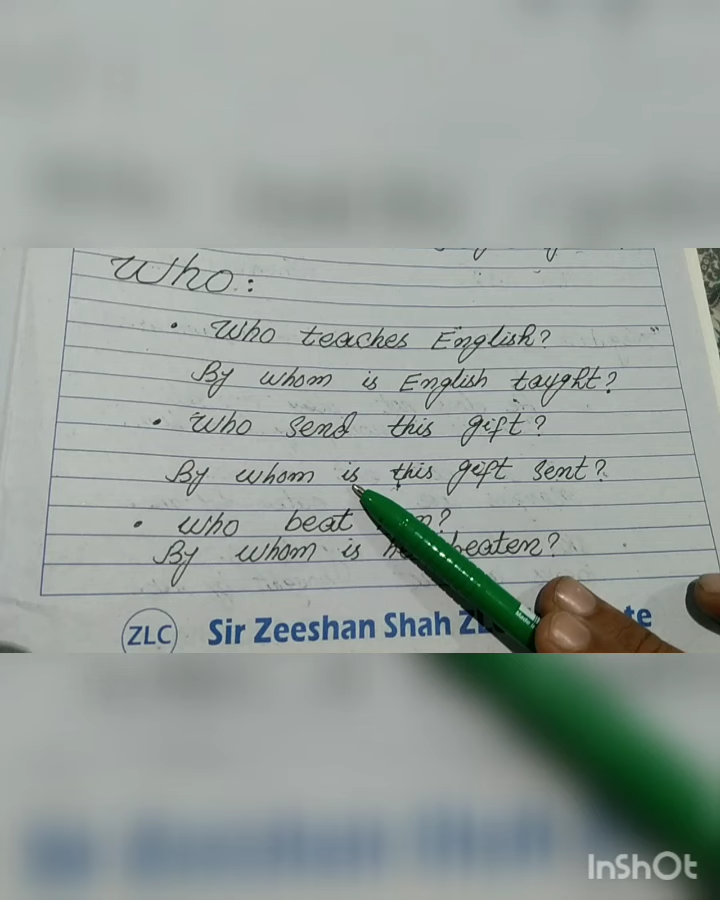 Who :
• Who teaches English? "
By whom is English taught?
• Who send this gift?
By whom is this gift sent?
• Who beat ?
By whom is beaten?
ZLC Sir Zeeshan Shah
InShOt